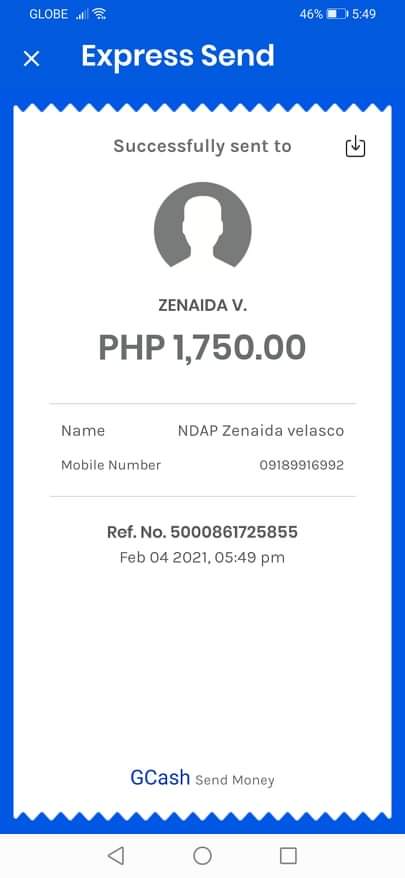 GLOBE 46% 5:49
Express Send
Successfully sent to
ZENAIDA V.
PHP 1,750.00
Name NDAP Zenaida velasco
Mobile Number 09189916992
Ref. No. 5000861725855
Feb 04 2021, 05:49 pm
GCash Send Money